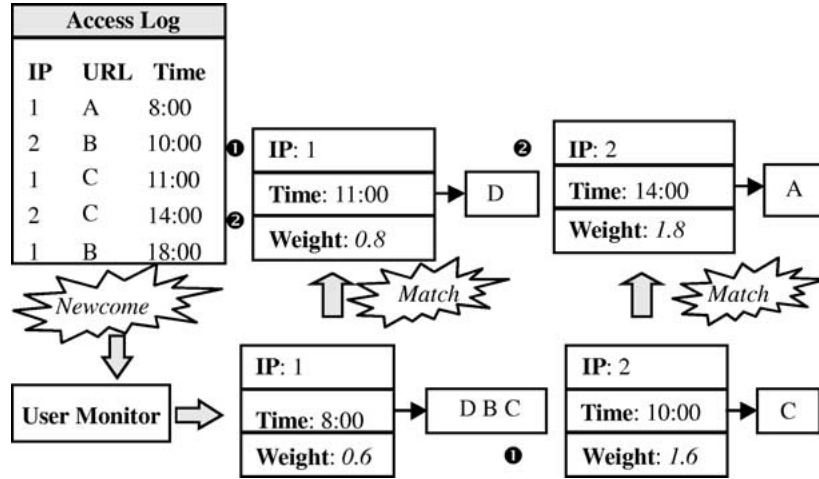 Access Log
IP URL Time
1 A 8:00
2 B 10:00
1 C 11:00
2 C 14:00
1 B 18:00
Newcome
User Monitor
❶
❷
IP: 1
Time: 11:00
Weight: 0.8
D
❷
IP: 2
Time: 14:00
Weight: 1.8
A
Match
Match
IP: 1
Time: 8:00
Weight: 0.6
D B C
❶
IP: 2
Time: 10:00
Weight: 1.6
C